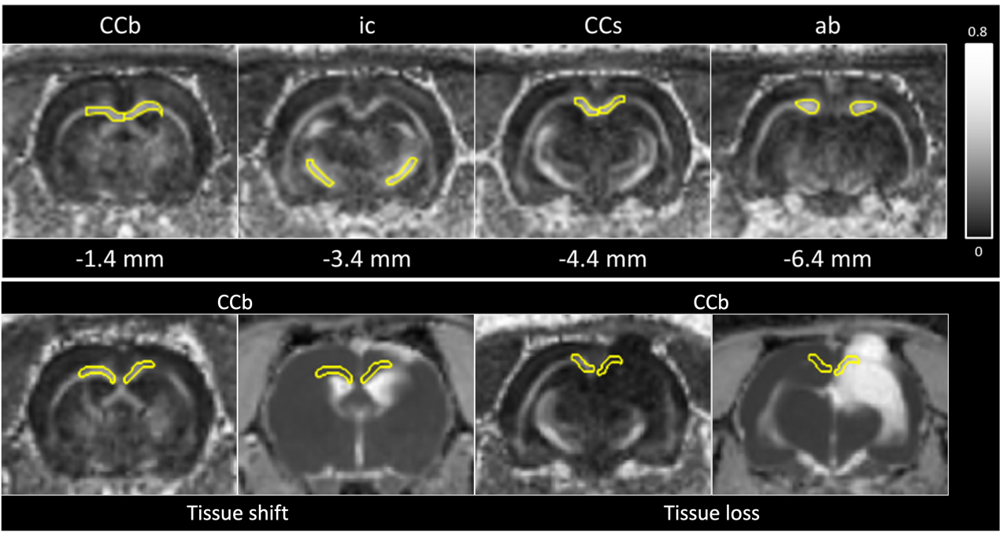 CCb ic CCs ab
0.8
0
-1.4 mm -3.4 mm -4.4 mm -6.4 mm
CCb CCb
Tissue shift Tissue loss